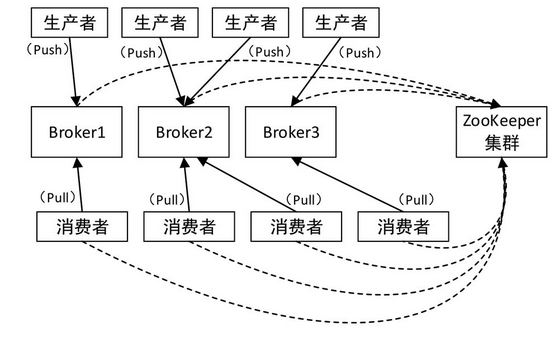 生产者 生产者 生产者 生产者
（Push） （Push） （Push） （Push）
Broker1 Broker2 Broker3 ZooKeeper
集群
（Pull） （Pull） （Pull） （Pull）
消费者 消费者 消费者 消费者